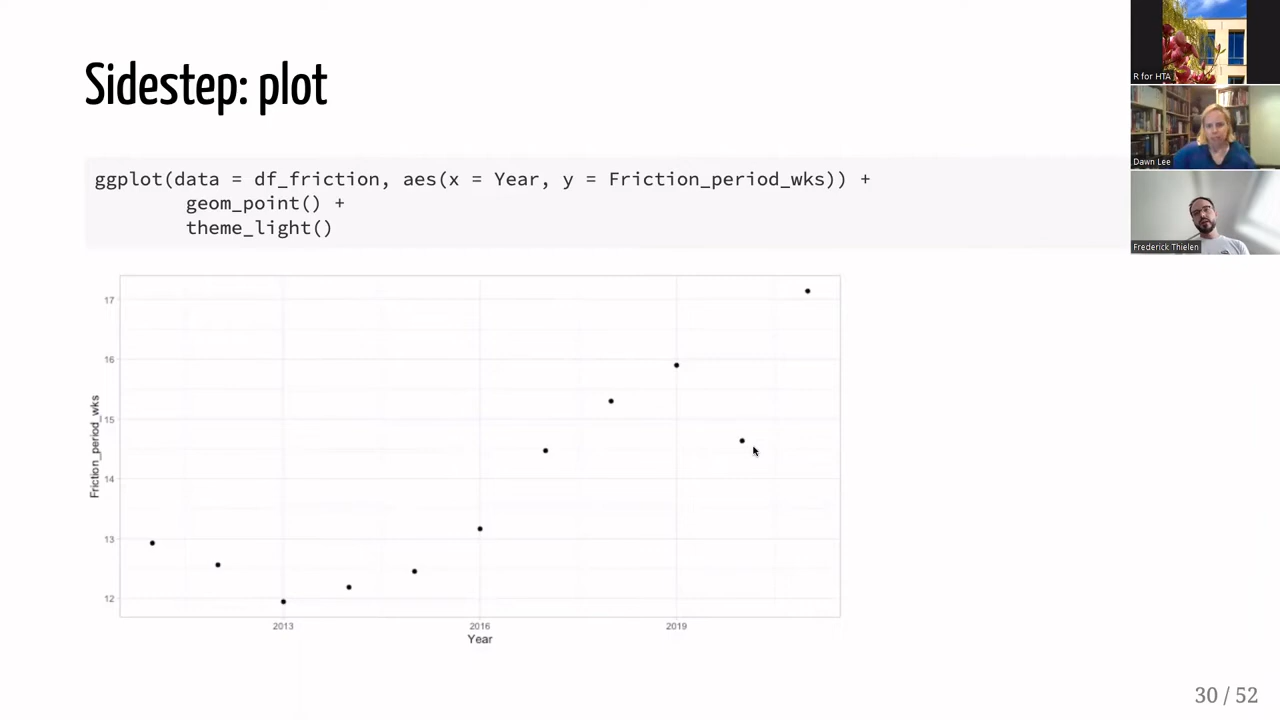 Sidestep: plot
ggplot(data = df_friction, aes(x = Year, y = Friction_period_wks)) +
geom_point() +
theme_light()
17
16
15
14
13
12
Friction_period_wks
2013
2016
2019
Year
R for HTA
Dawn Lee
Frederick Thielen
30 / 52